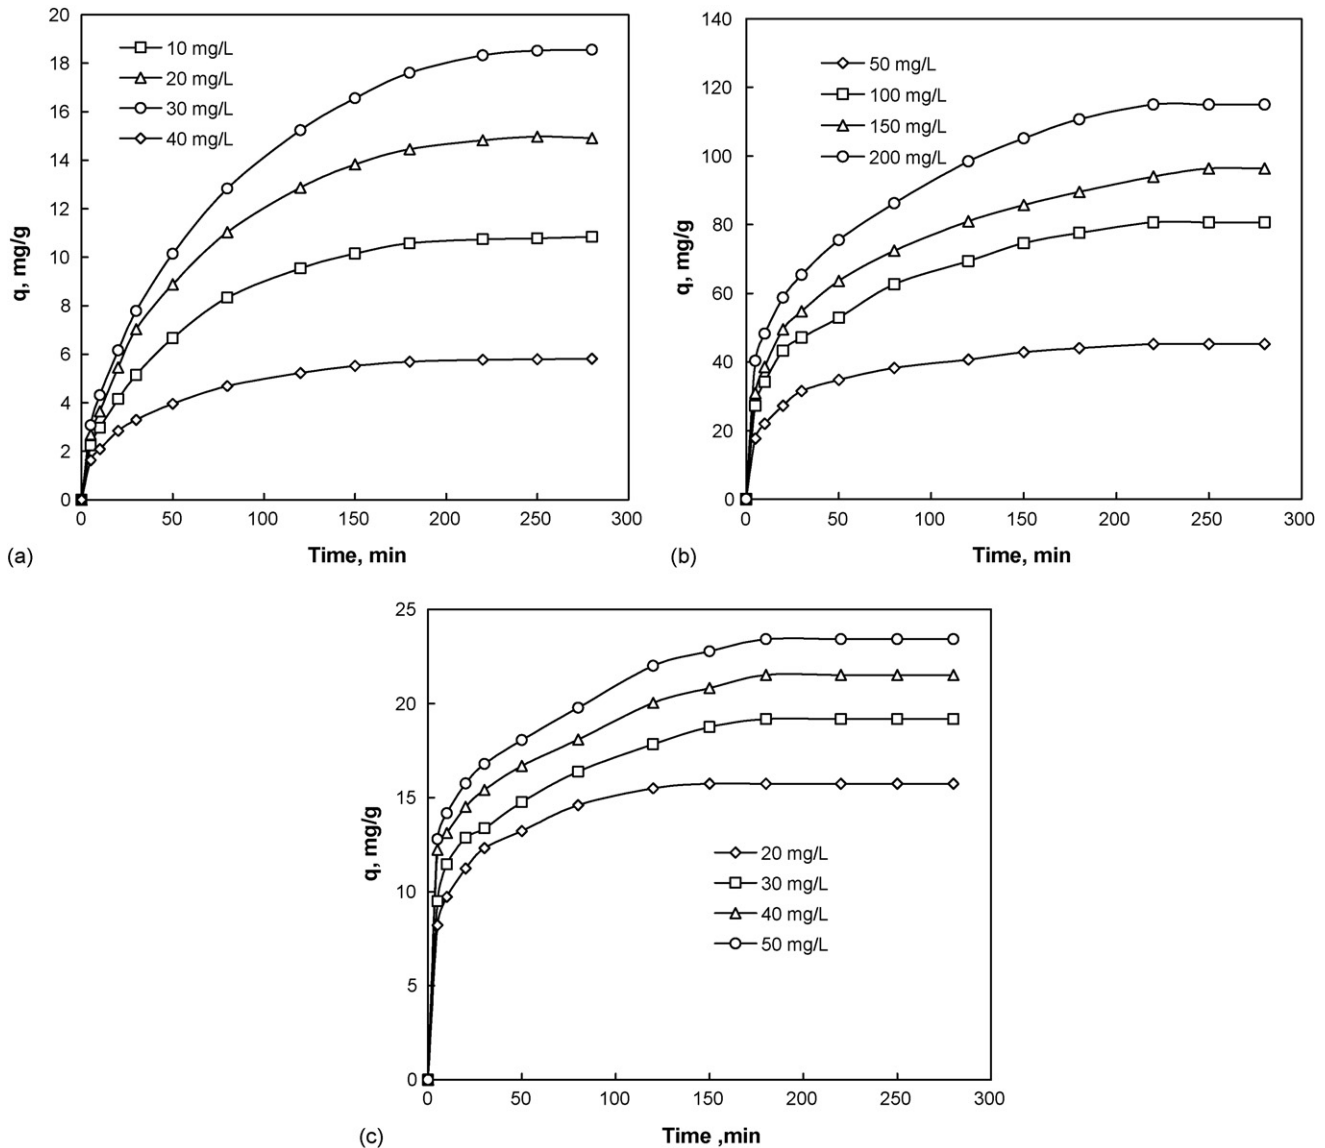 20
18
16
14
12
10
8
6
4
2
0
q, mg/g
10 mg/L
20 mg/L
30 mg/L
40 mg/L
0 50 100 150 200 250 300
Time, min
(a)
140
120
100
80
60
40
20
0
q, mg/g
50 mg/L
100 mg/L
150 mg/L
200 mg/L
0 50 100 150 200 250 300
Time, min
(b)
25
20
15
10
5
0
q, mg/g
20 mg/L
30 mg/L
40 mg/L
50 mg/L
0 50 100 150 200 250 300
Time ,min
(c)